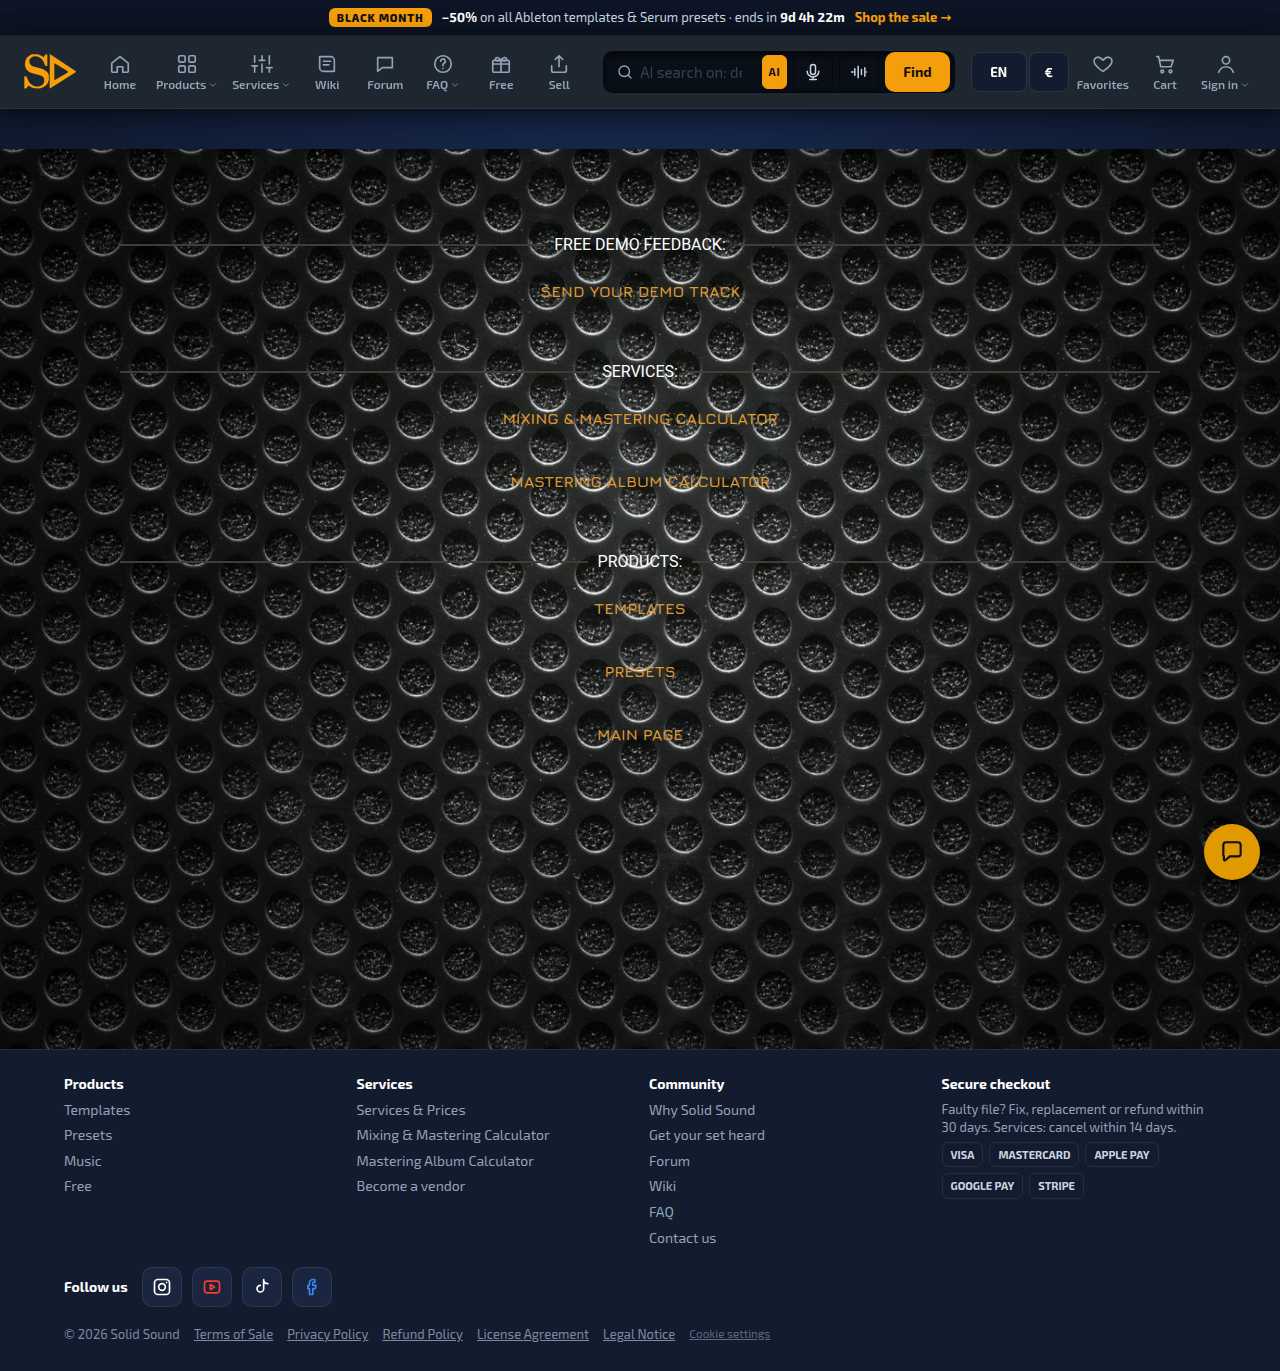 BLACK MONTH −50% on all Ableton templates & Serum presets · ends in 9d 4h 22m Shop the sale →
Home Products Services Wiki Forum FAQ Free Sell
AI search on: dr AI Find EN €
Favorites Cart Sign in
FREE DEMO FEEDBACK:
SEND YOUR DEMO TRACK
SERVICES:
MIXING & MASTERING CALCULATOR
MASTERING ALBUM CALCULATOR
PRODUCTS:
TEMPLATES
PRESETS
MAIN PAGE
Products
Templates
Presets
Music
Free
Services
Services & Prices
Mixing & Mastering Calculator
Mastering Album Calculator
Become a vendor
Community
Why Solid Sound
Get your set heard
Forum
Wiki
FAQ
Contact us
Secure checkout
Faulty file? Fix, replacement or refund within
30 days. Services: cancel within 14 days.
VISA MASTERCARD APPLE PAY
GOOGLE PAY STRIPE
Follow us
© 2026 Solid Sound Terms of Sale Privacy Policy Refund Policy License Agreement Legal Notice Cookie settings